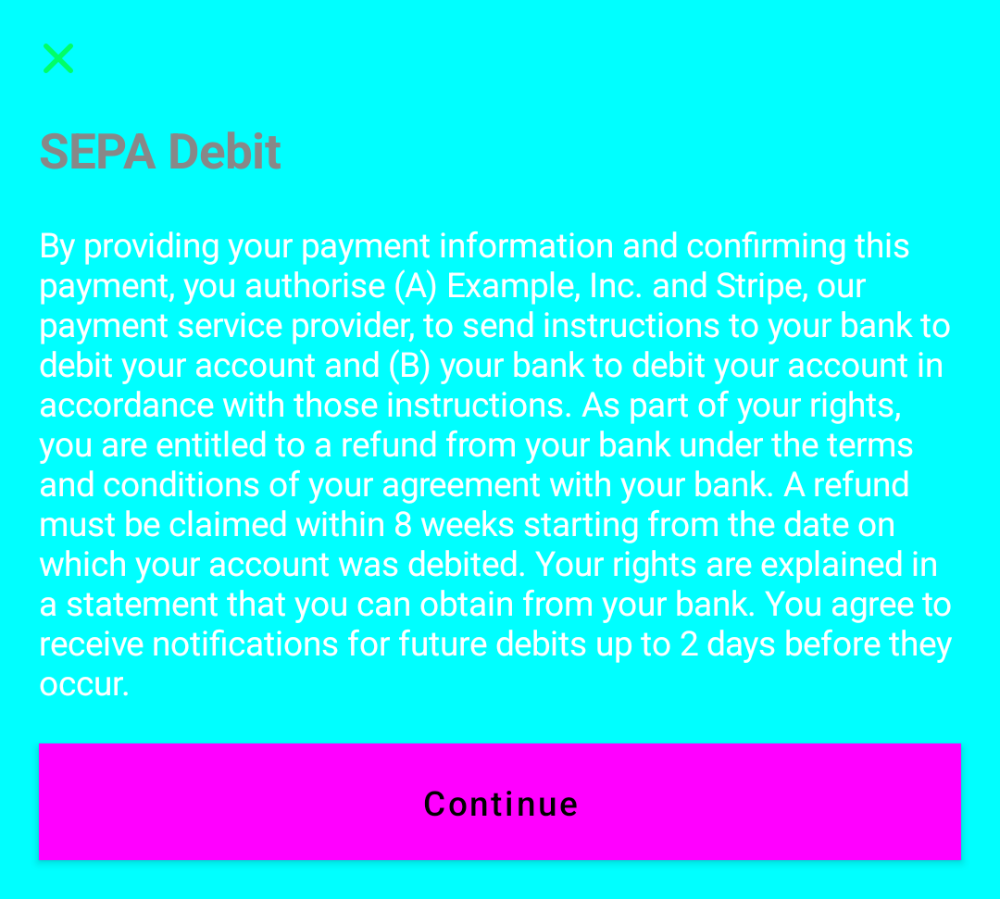 SEPA Debit
By providing your payment information and confirming this
payment, you authorise (A) Example, Inc. and Stripe, our
payment service provider, to send instructions to your bank to
debit your account and (B) your bank to debit your account in
accordance with those instructions. As part of your rights,
you are entitled to a refund from your bank under the terms
and conditions of your agreement with your bank. A refund
must be claimed within 8 weeks starting from the date on
which your account was debited. Your rights are explained in
a statement that you can obtain from your bank. You agree to
receive notifications for future debits up to 2 days before they
occur.
Continue